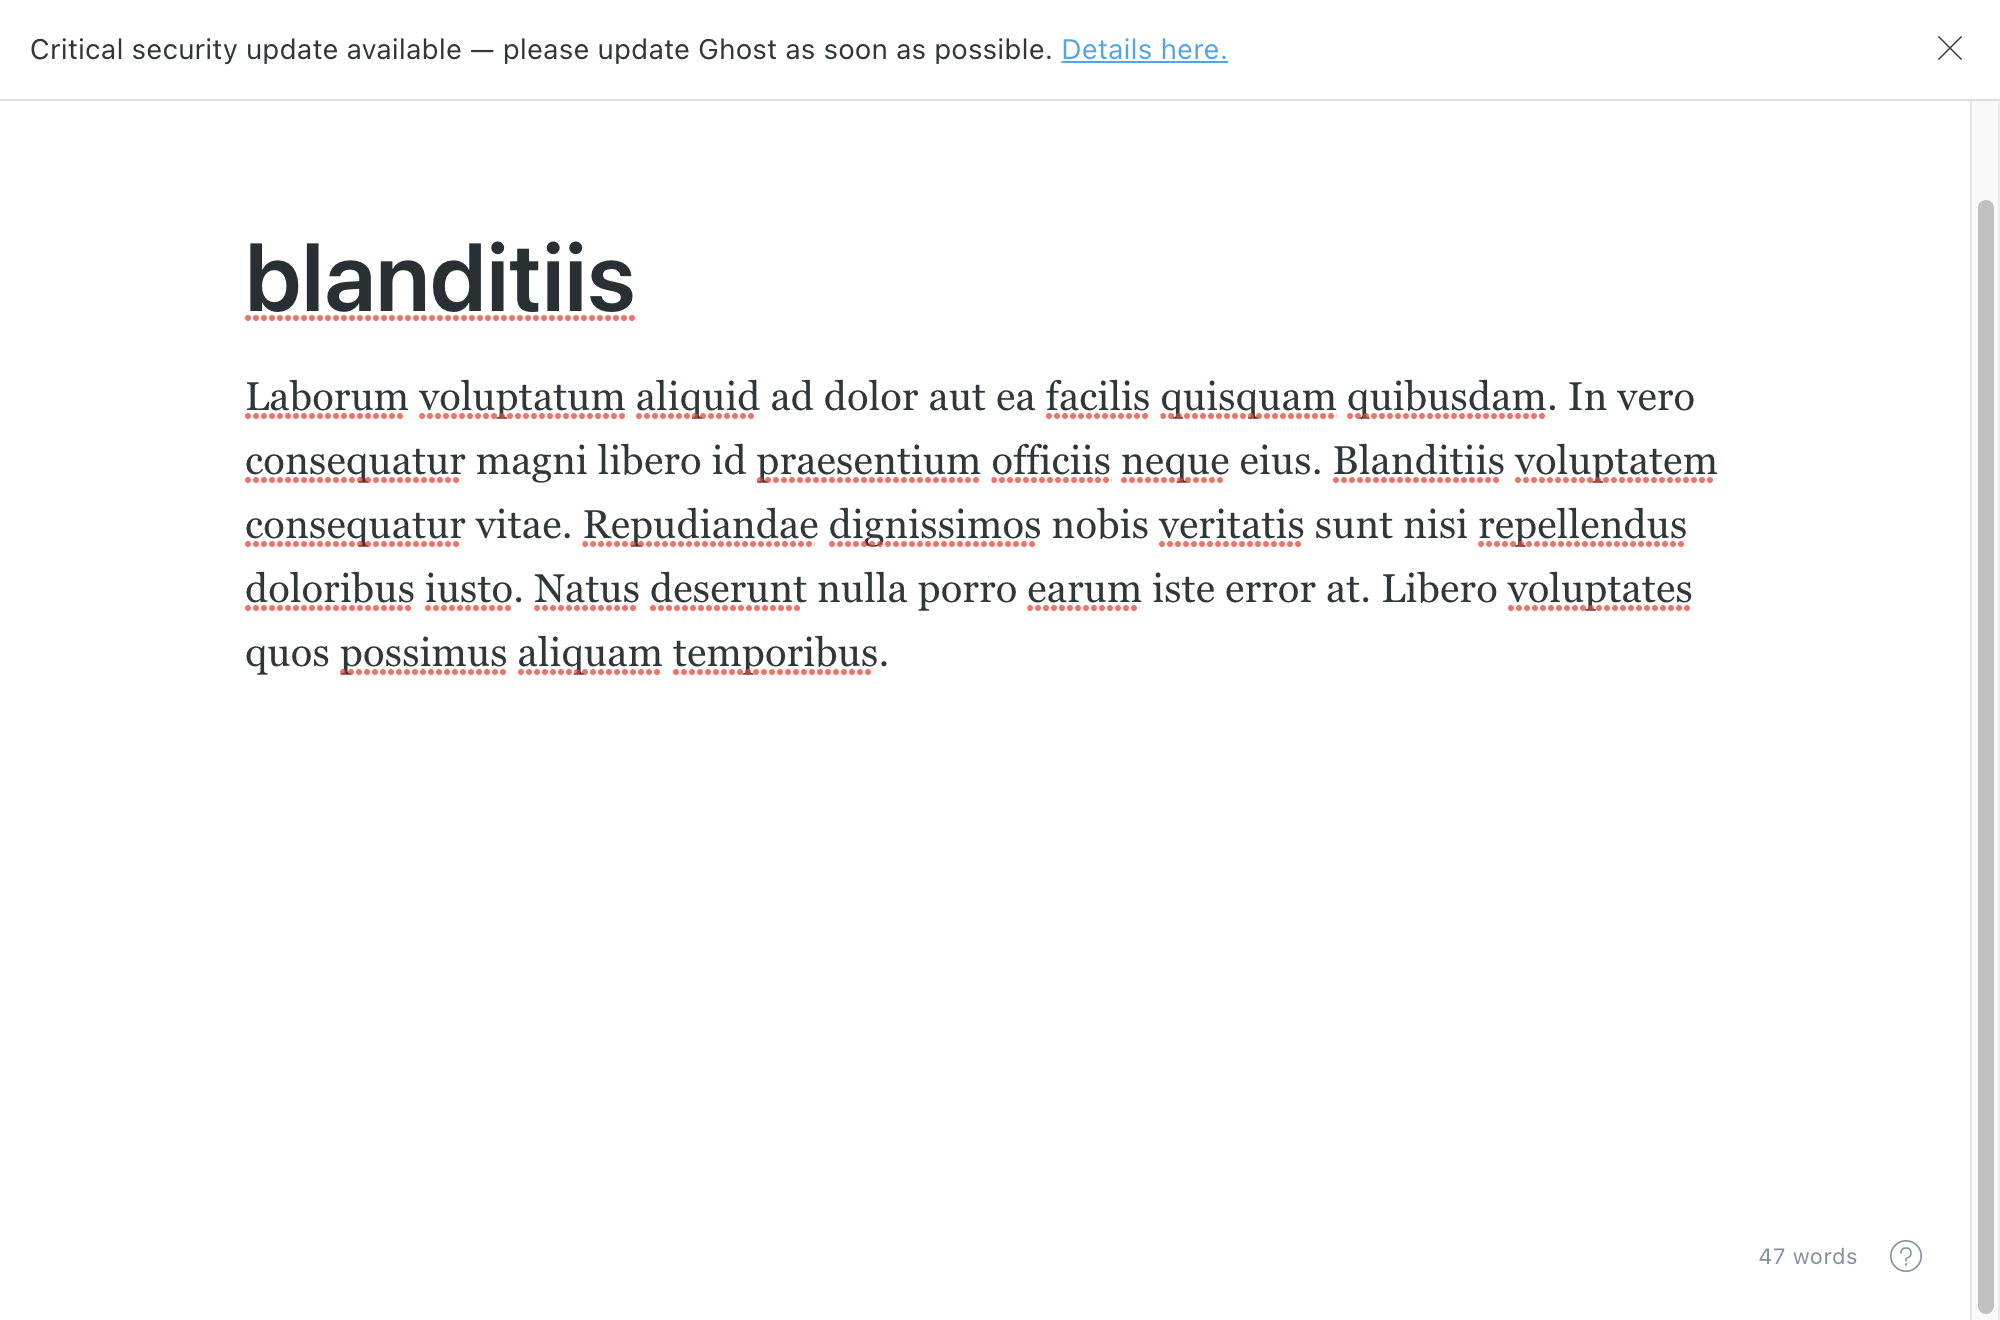 Critical security update available — please update Ghost as soon as possible. Details here.
blanditiis
Laborum voluptatum aliquid ad dolor aut ea facilis quisquam quibusdam. In vero
consequatur magni libero id praesentium officiis neque eius. Blanditiis voluptatem
consequatur vitae. Repudiandae dignissimos nobis veritatis sunt nisi repellendus
doloribus iusto. Natus deserunt nulla porro earum iste error at. Libero voluptates
quos possimus aliquam temporibus.
47 words ?